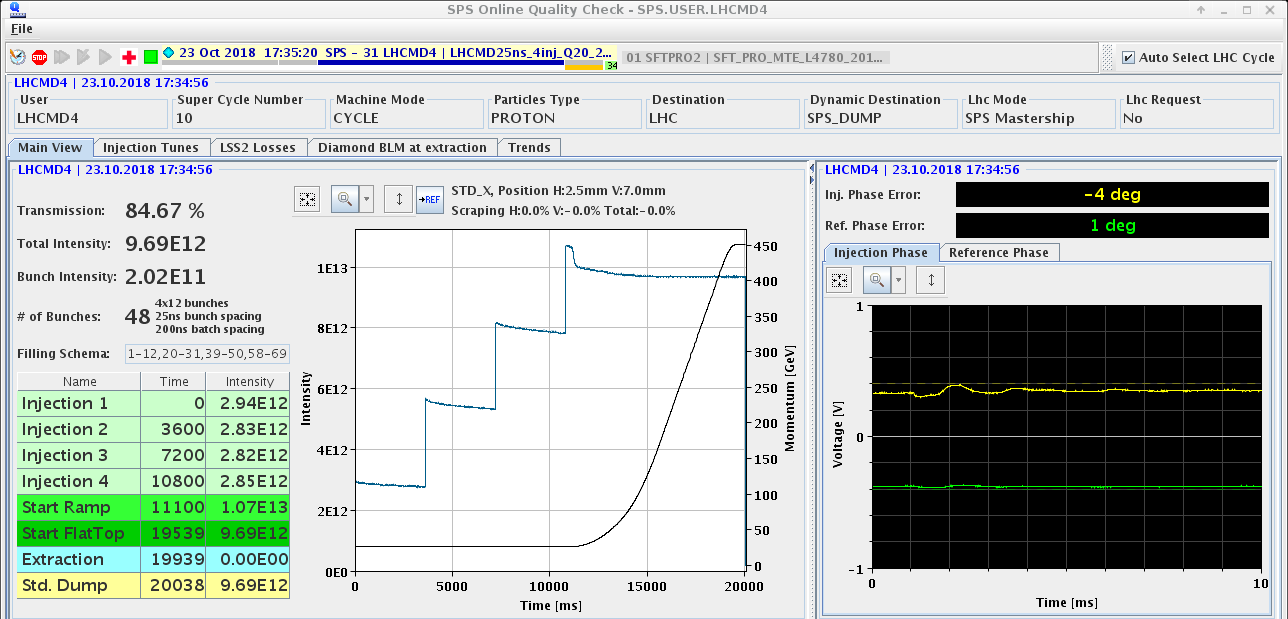 SPS Online Quality Check - SPS.USER.LHCMD4
File
STOP
23 Oct 2018 17:35:20 SPS - 31 LHCMD4 | LHCMD25ns_4inj_Q20_2...
34
01 SFTPRO2 | SFT_PRO_MTE_L4780_201...
Auto Select LHC Cycle
LHCMD4 | 23.10.2018 17:34:56
User
LHCMD4
Super Cycle Number
10
Machine Mode
CYCLE
Particles Type
PROTON
Destination
LHC
Dynamic Destination
SPS_DUMP
Lhc Mode
SPS Mastership
Lhc Request
No
Main View
Injection Tunes
LSS2 Losses
Diamond BLM at extraction
Trends
LHCMD4 | 23.10.2018 17:34:56
Transmission: 84.67 %
Total Intensity: 9.69E12
Bunch Intensity: 2.02E11
# of Bunches: 48
4x12 bunches
25ns bunch spacing
200ns batch spacing
Filling Schema: 1-12,20-31,39-50,58-69
Name Time Intensity
Injection 1 0 2.94E12
Injection 2 3600 2.83E12
Injection 3 7200 2.82E12
Injection 4 10800 2.85E12
Start Ramp 11100 1.07E13
Start FlatTop 19539 9.69E12
Extraction 19939 0.00E00
Std. Dump 20038 9.69E12
→REF
STD_X, Position H:2.5mm V:7.0mm
Scraping H:0.0% V:-0.0% Total:-0.0%
Intensity
1E13
8E12
6E12
4E12
2E12
0E0
450
400
350
300
250
200
150
100
50
0
Momentum [GeV]
0 5000 10000 15000 20000
Time [ms]
LHCMD4 | 23.10.2018 17:34:56
Inj. Phase Error: -4 deg
Ref. Phase Error: 1 deg
Injection Phase
Reference Phase
Voltage [V]
1
0
-1
0 10
Time [ms]